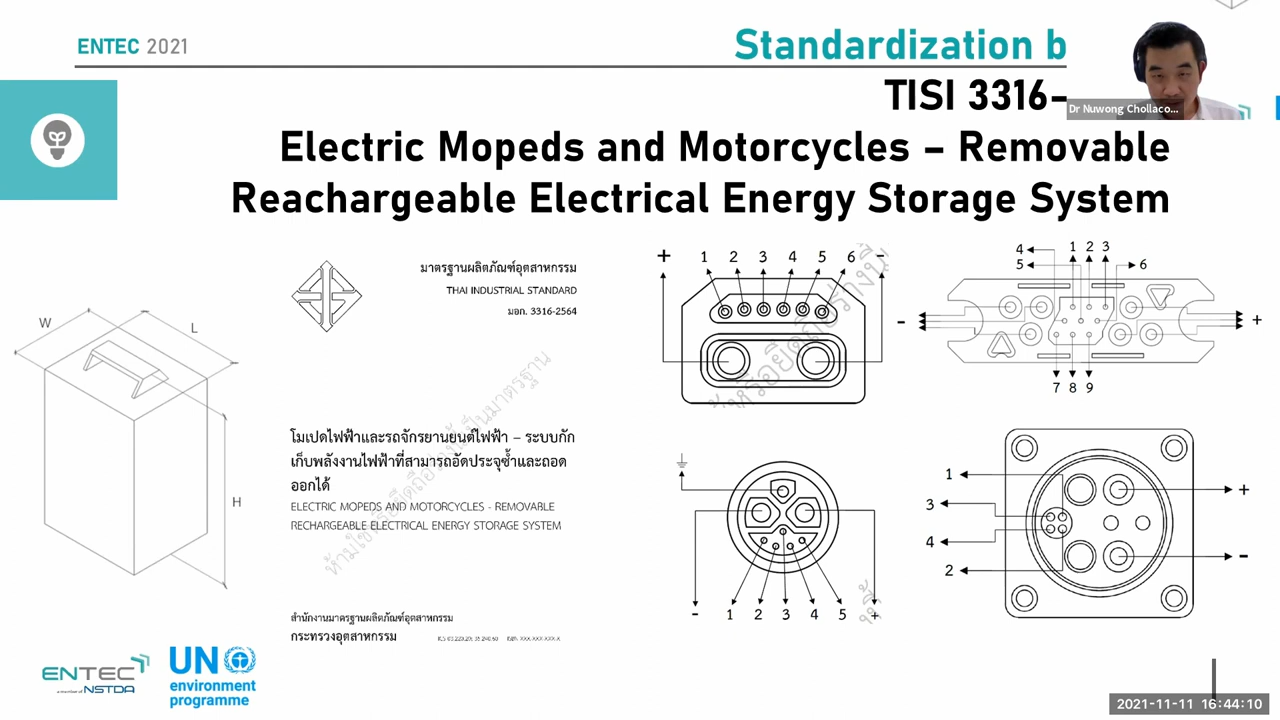 ENTEC 2021
Standardization b
TISI 3316-
Dr Nuwong Chollaco...
Electric Mopeds and Motorcycles – Removable
Reachargeable Electrical Energy Storage System
W
L
H
มาตรฐานผลิตภัณฑ์อุตสาหกรรม
THAI INDUSTRIAL STANDARD
มอก. 3316-2564
โมเปดไฟฟ้าและรถจักรยานยนต์ไฟฟ้า – ระบบกัก
เก็บพลังงานไฟฟ้าที่สามารถอัดประจุซ้ำและถอด
ออกได้
ELECTRIC MOPEDS AND MOTORCYCLES - REMOVABLE
RECHARGEABLE ELECTRICAL ENERGY STORAGE SYSTEM
สำนักงานมาตรฐานผลิตภัณฑ์อุตสาหกรรม
กระทรวงอุตสาหกรรม
+ 1 2 3 4 5 6 -
4 1 2 3
5 6
- +
7 8 9
- 1 2 3 4 5 +
1
+
3
4
-
2
ENTEC
a member of NSTDA
UN
environment
programme
2021-11-11 16:44:10